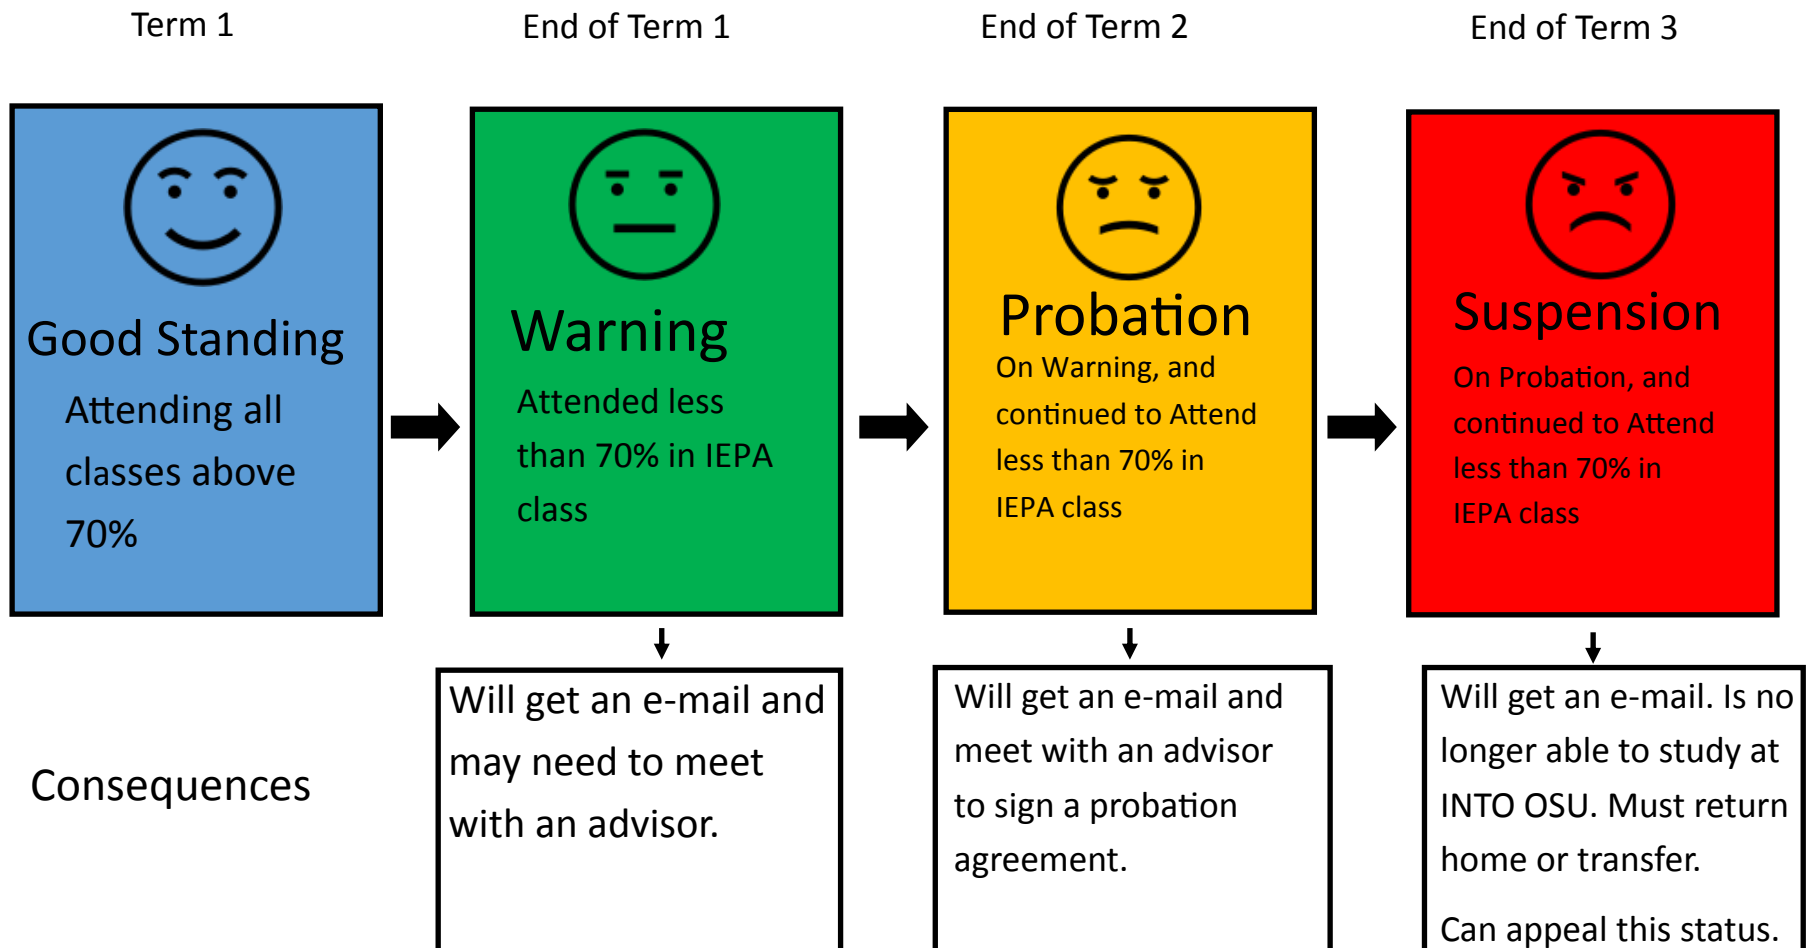 Term 1
End of Term 1
End of Term 2
End of Term 3
Good Standing
Attending all
classes above
70%
Warning
Attended less
than 70% in IEPA
class
Probation
On Warning, and
continued to Attend
less than 70% in
IEPA class
Suspension
On Probation, and
continued to Attend
less than 70% in
IEPA class
Consequences
Will get an e-mail and
may need to meet
with an advisor.
Will get an e-mail and
meet with an advisor
to sign a probation
agreement.
Will get an e-mail. Is no
longer able to study at
INTO OSU. Must return
home or transfer.
Can appeal this status.